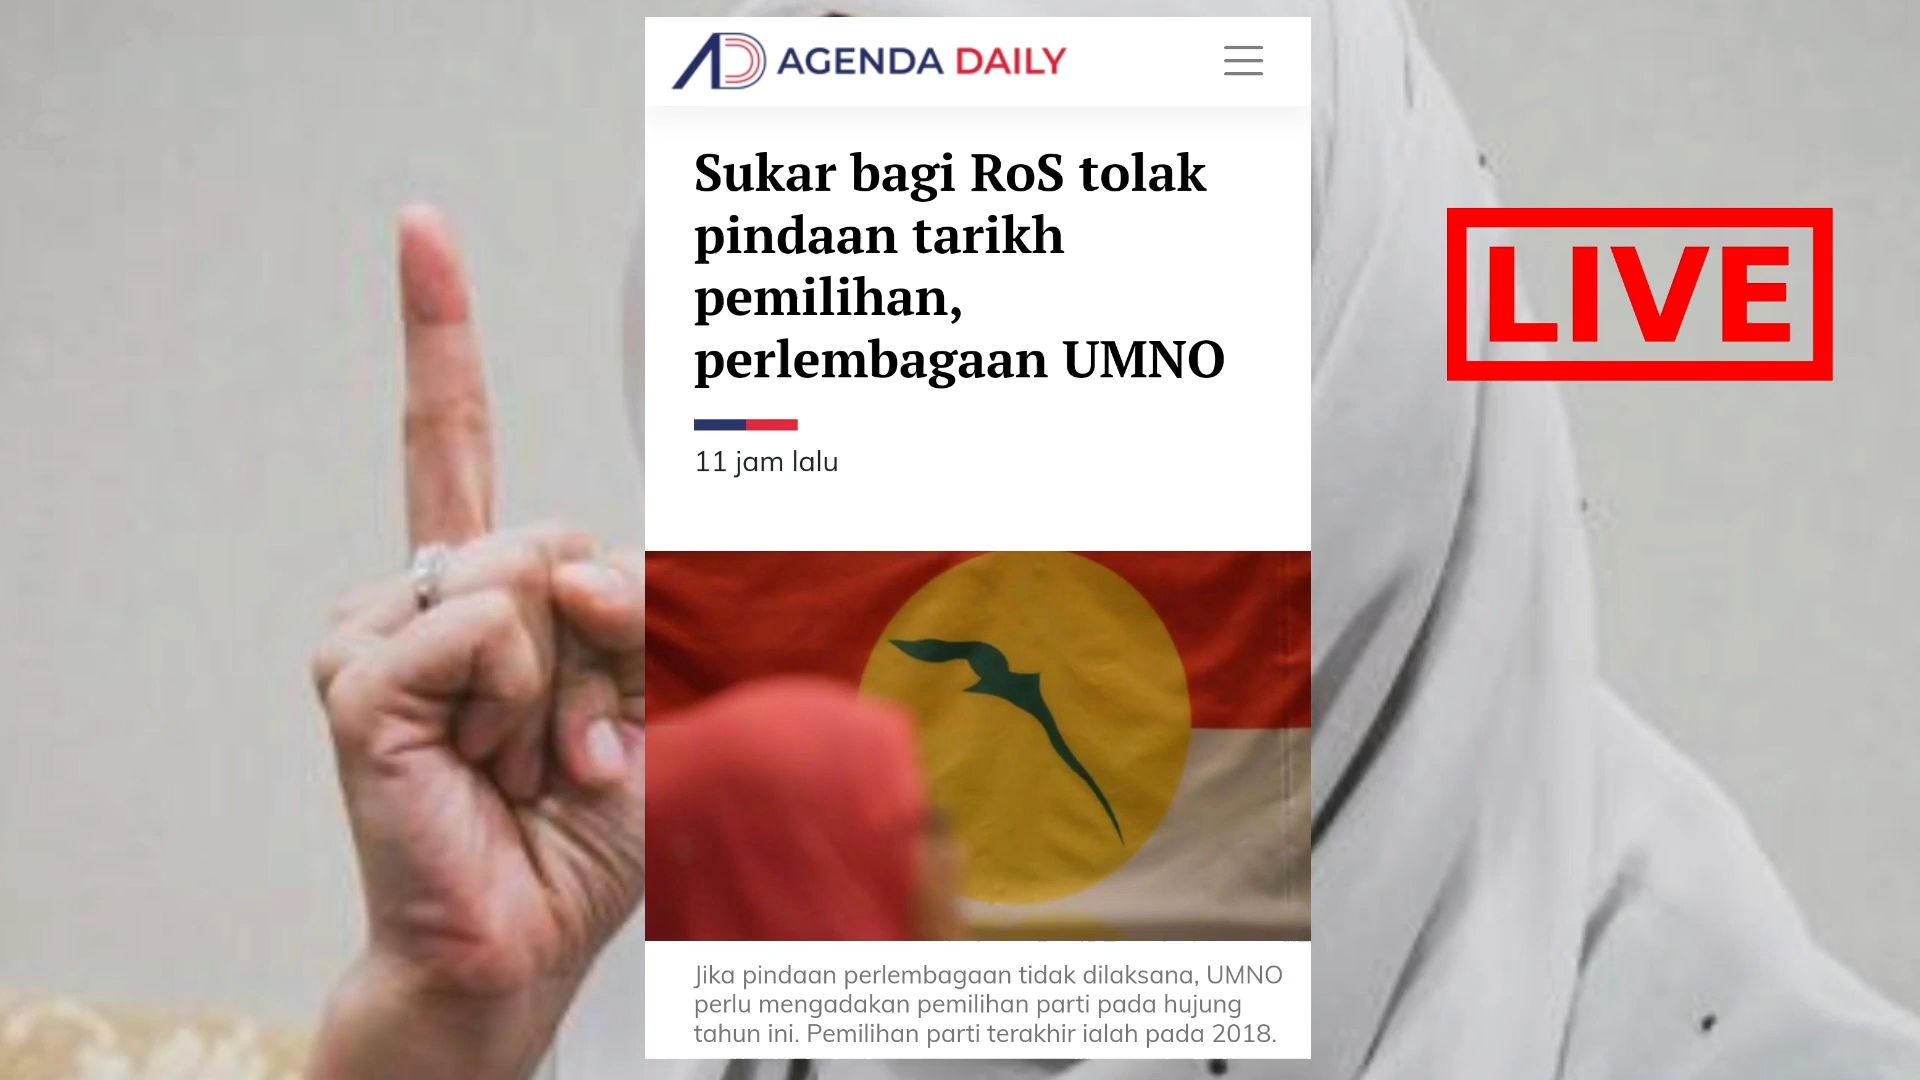 AGENDA DAILY
Sukar bagi RoS tolak
pindaan tarikh
pemilihan,
perlembagaan UMNO
11 jam lalu
LIVE
Jika pindaan perlembagaan tidak dilaksana, UMNO
perlu mengadakan pemilihan parti pada hujung
tahun ini. Pemilihan parti terakhir ialah pada 2018.